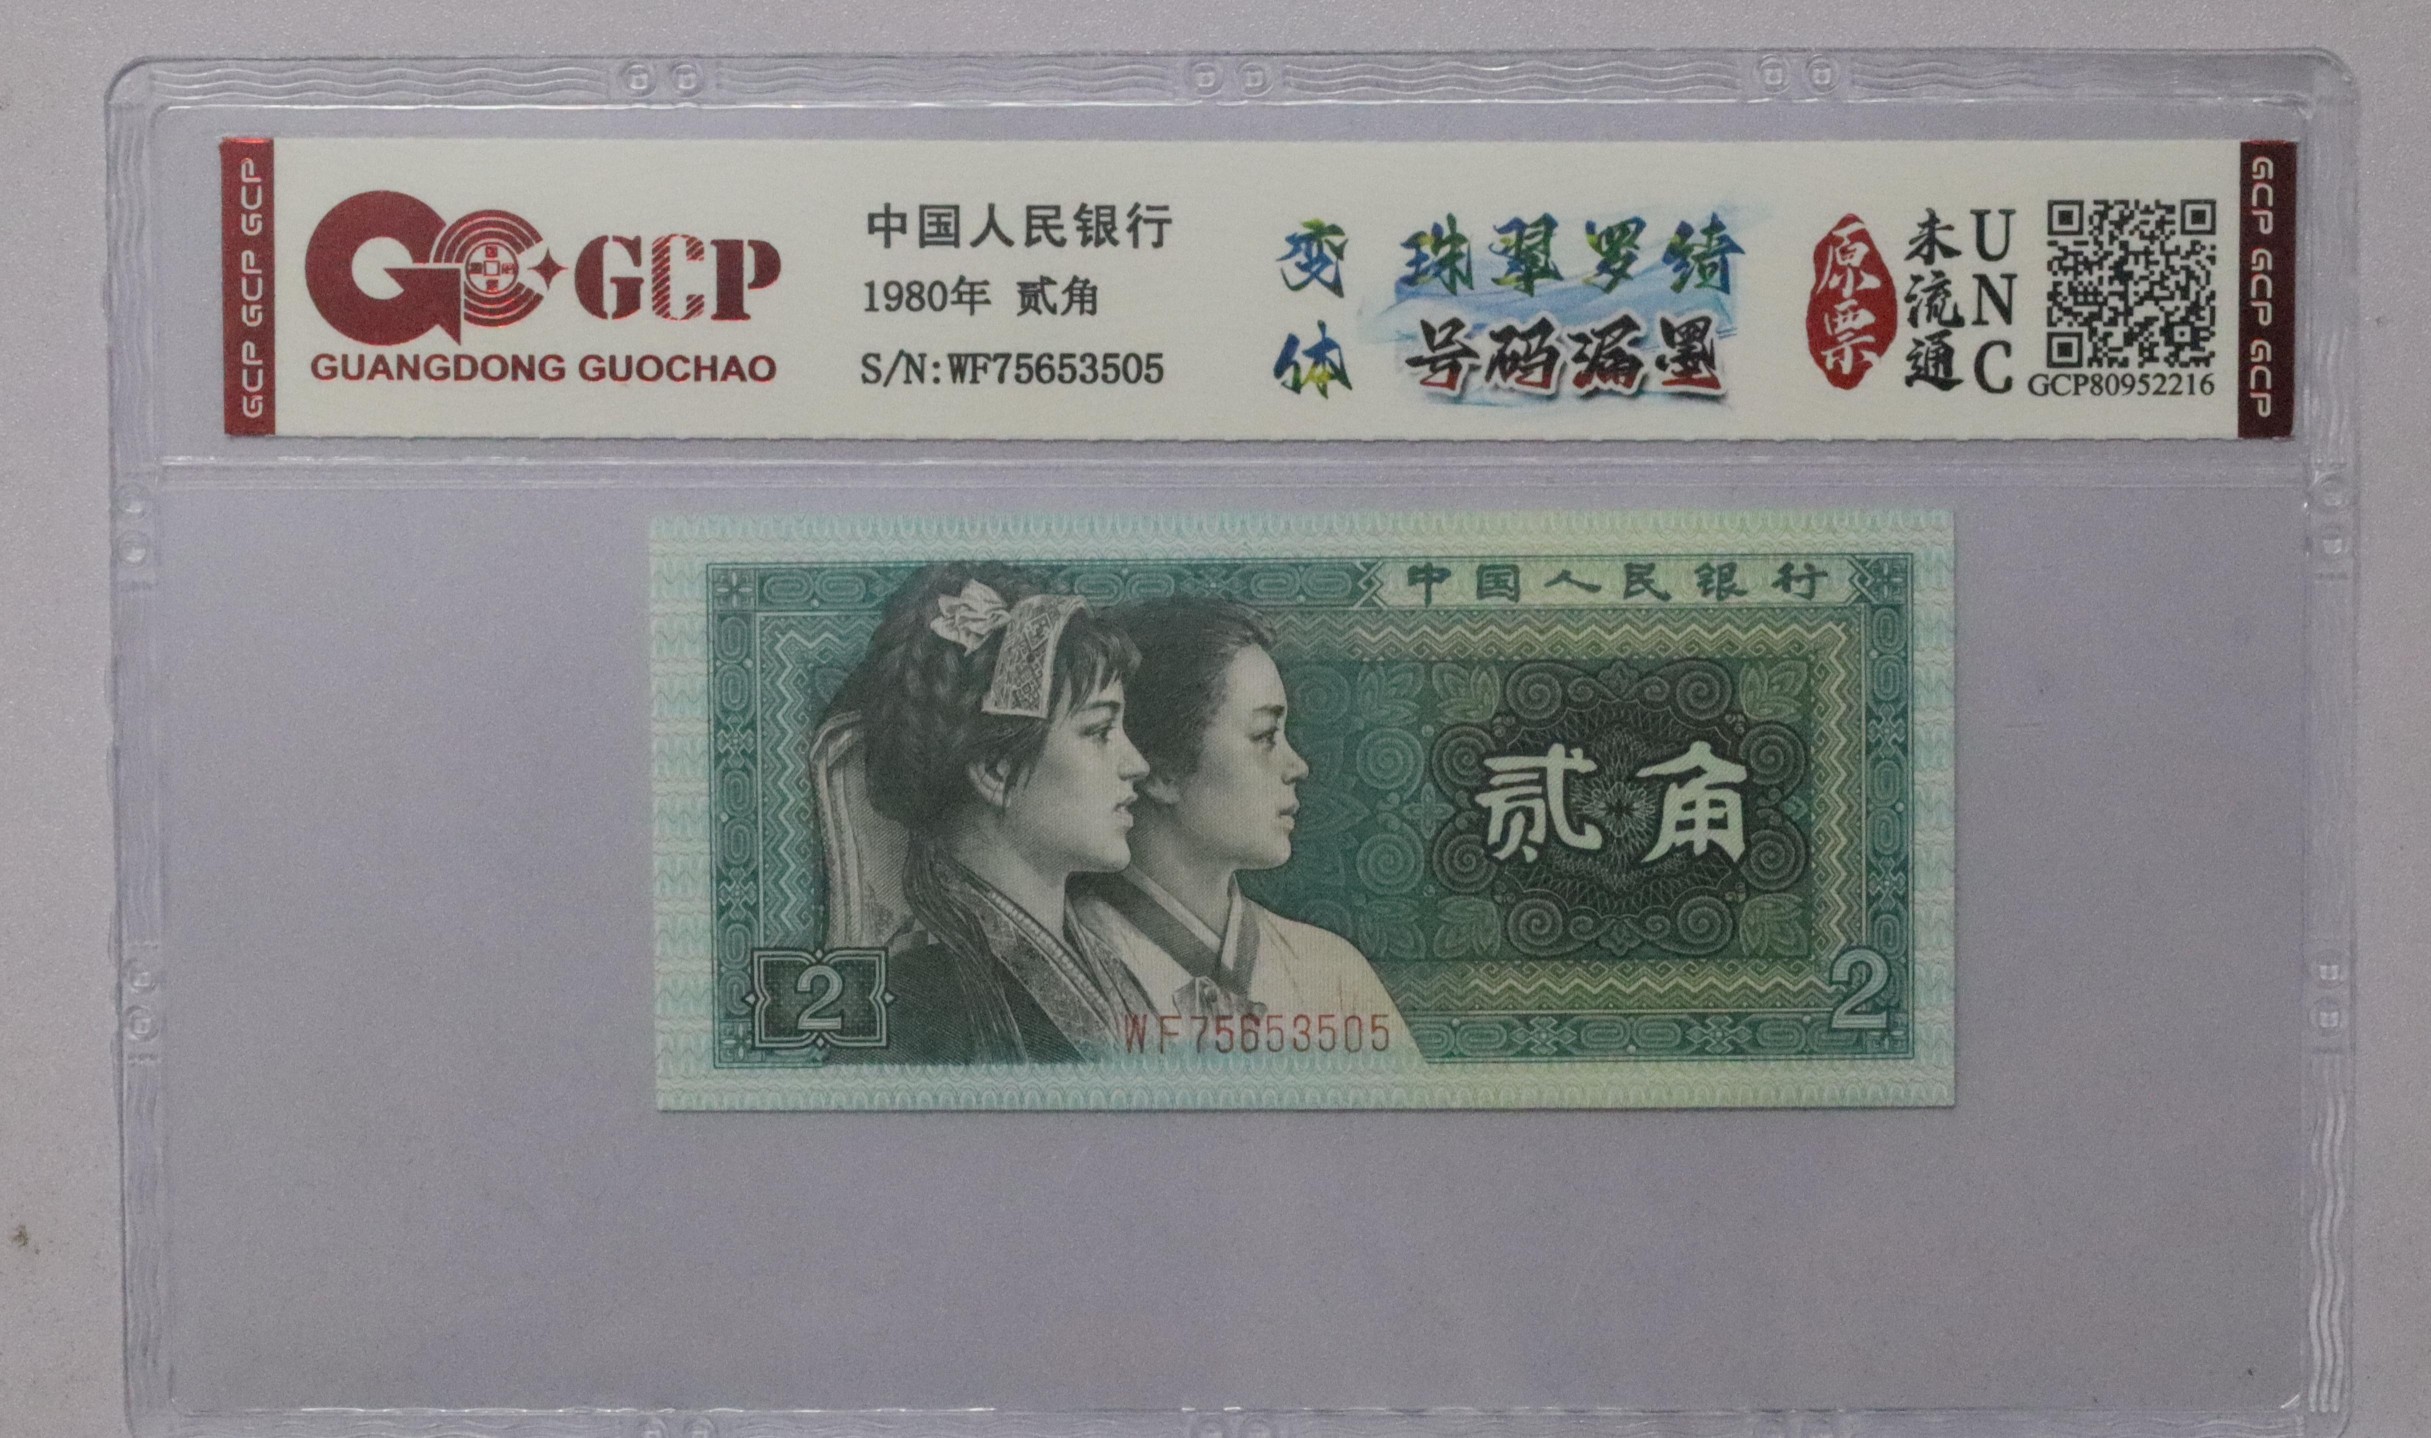 GCP GCP GCP
GCP
GUANGDONG GUOCHAO
中国人民银行
1980年 贰角
S/N:WF75653505
变体
珠翠罗绮
号码漏墨
原票
未流通
UNC
GCP80952216
GCP GCP GCP
中国人民银行
贰角
2
2
WF75653505